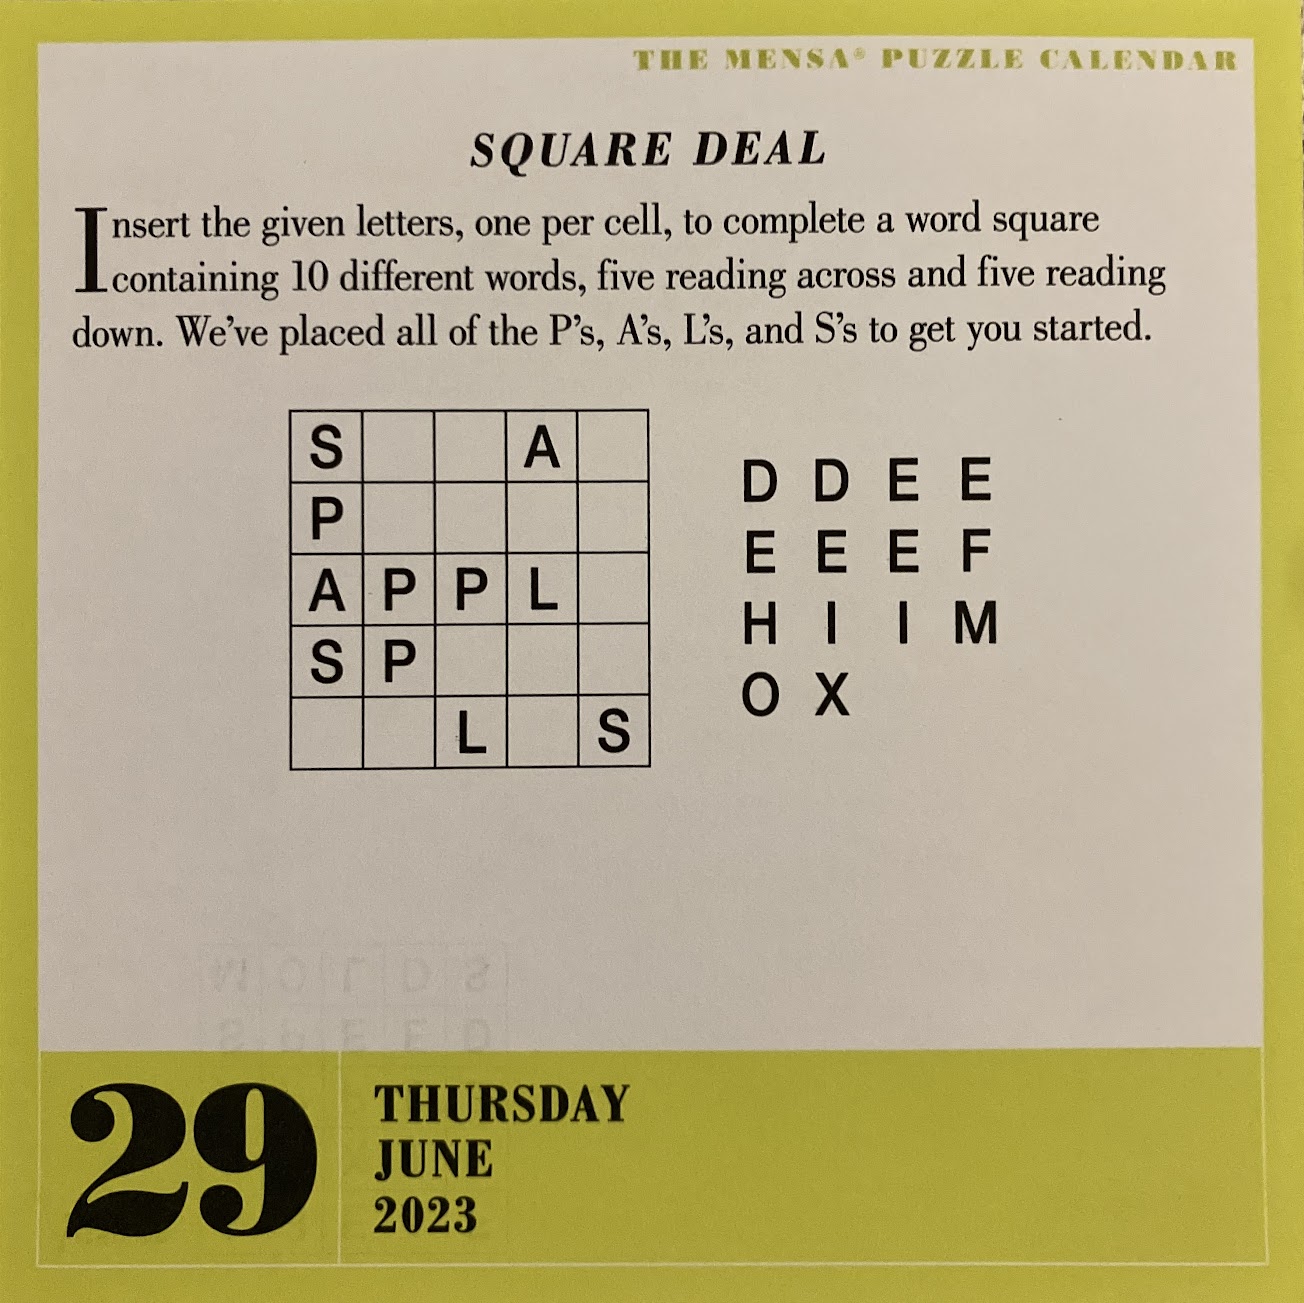 THE MENSA® PUZZLE CALENDAR
SQUARE DEAL
Insert the given letters, one per cell, to complete a word square
containing 10 different words, five reading across and five reading
down. We've placed all of the P's, A's, L's, and S's to get you started.
S A
P
A P P L
S P
L S
D D E E
E E E F
H I I M
O X
M O L D S
S P E E D
29
THURSDAY
JUNE
2023